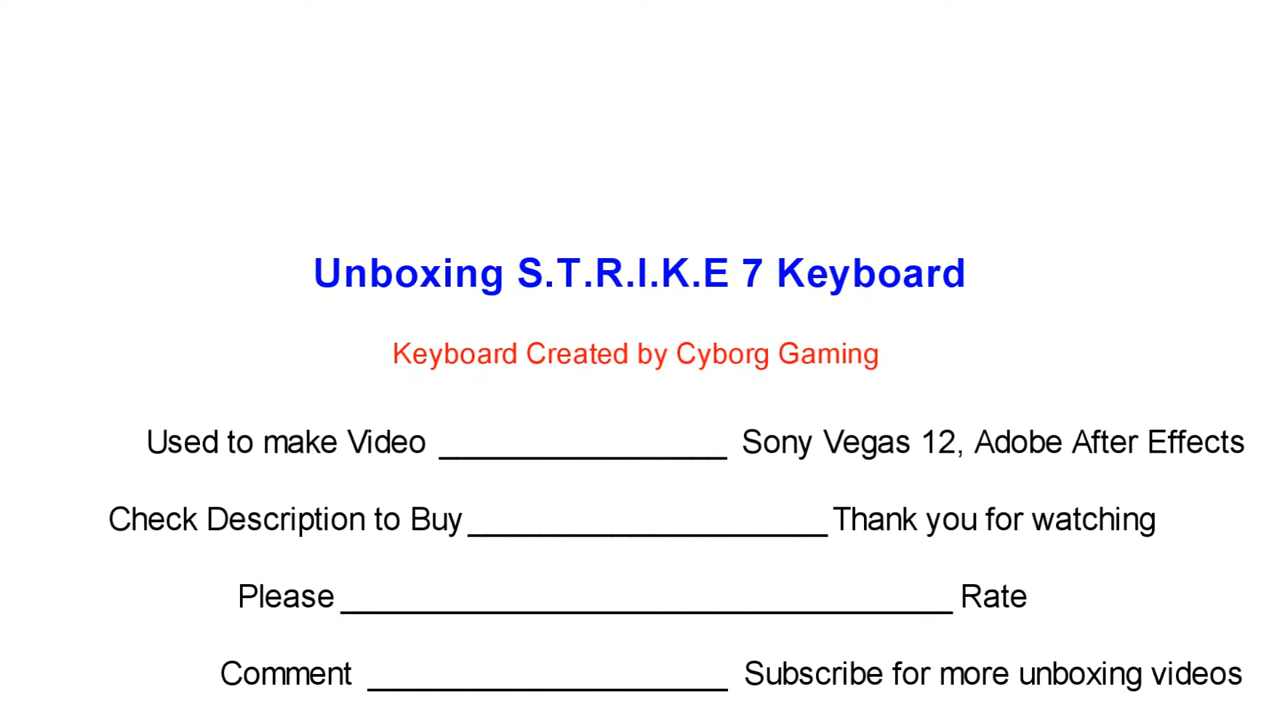 Unboxing S.T.R.I.K.E 7 Keyboard
Keyboard Created by Cyborg Gaming
Used to make Video ________________ Sony Vegas 12, Adobe After Effects
Check Description to Buy ____________________ Thank you for watching
Please __________________________________ Rate
Comment ____________________ Subscribe for more unboxing videos